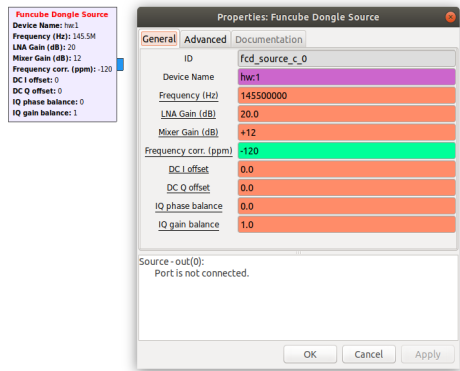 Funcube Dongle Source
Device Name: hw:1
Frequency (Hz): 145.5M
LNA Gain (dB): 20
Mixer Gain (dB): 12
Frequency corr. (ppm): -120
DC I offset: 0
DC Q offset: 0
IQ phase balance: 0
IQ gain balance: 1
Properties: Funcube Dongle Source
General Advanced Documentation
ID fcd_source_c_0
Device Name hw:1
Frequency (Hz) 145500000
LNA Gain (dB) 20.0
Mixer Gain (dB) +12
Frequency corr. (ppm) -120
DC I offset 0.0
DC Q offset 0.0
IQ phase balance 0.0
IQ gain balance 1.0
Source - out(0):
Port is not connected.
OK Cancel Apply